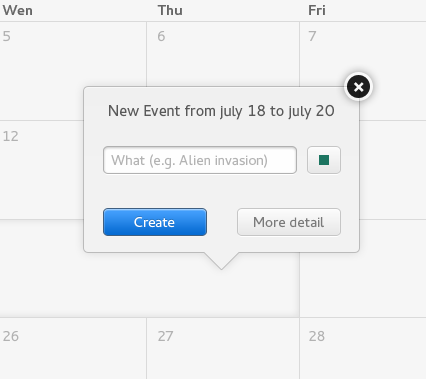 Wen Thu Fri
5 6 7
New Event from july 18 to july 20
12
What (e.g. Alien invasion)
Create More detail
26 27 28